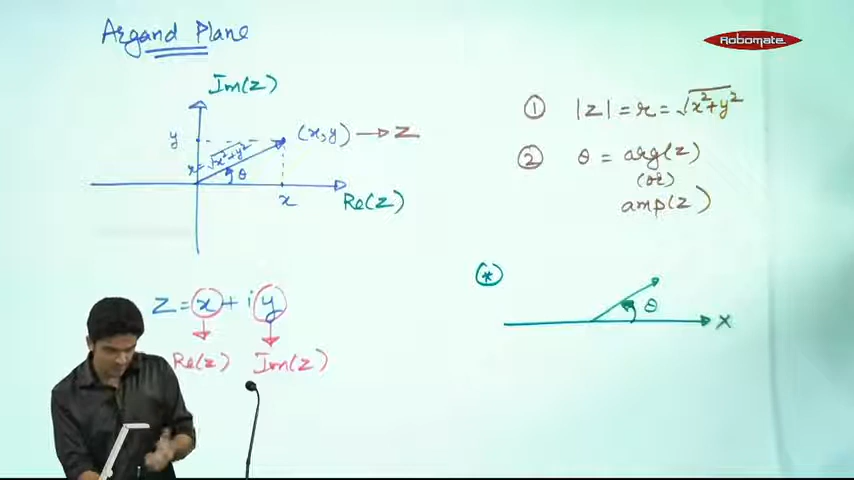 Argand Plane
Robomate
Im(z)
y
(x,y) → z
r = √x²+y²
θ
x
Re(z)
① |z| = r = √x²+y²
② θ = arg(z)
(or)
amp(z)
z = x + iy
Re(z) Im(z)
(*)
θ
X